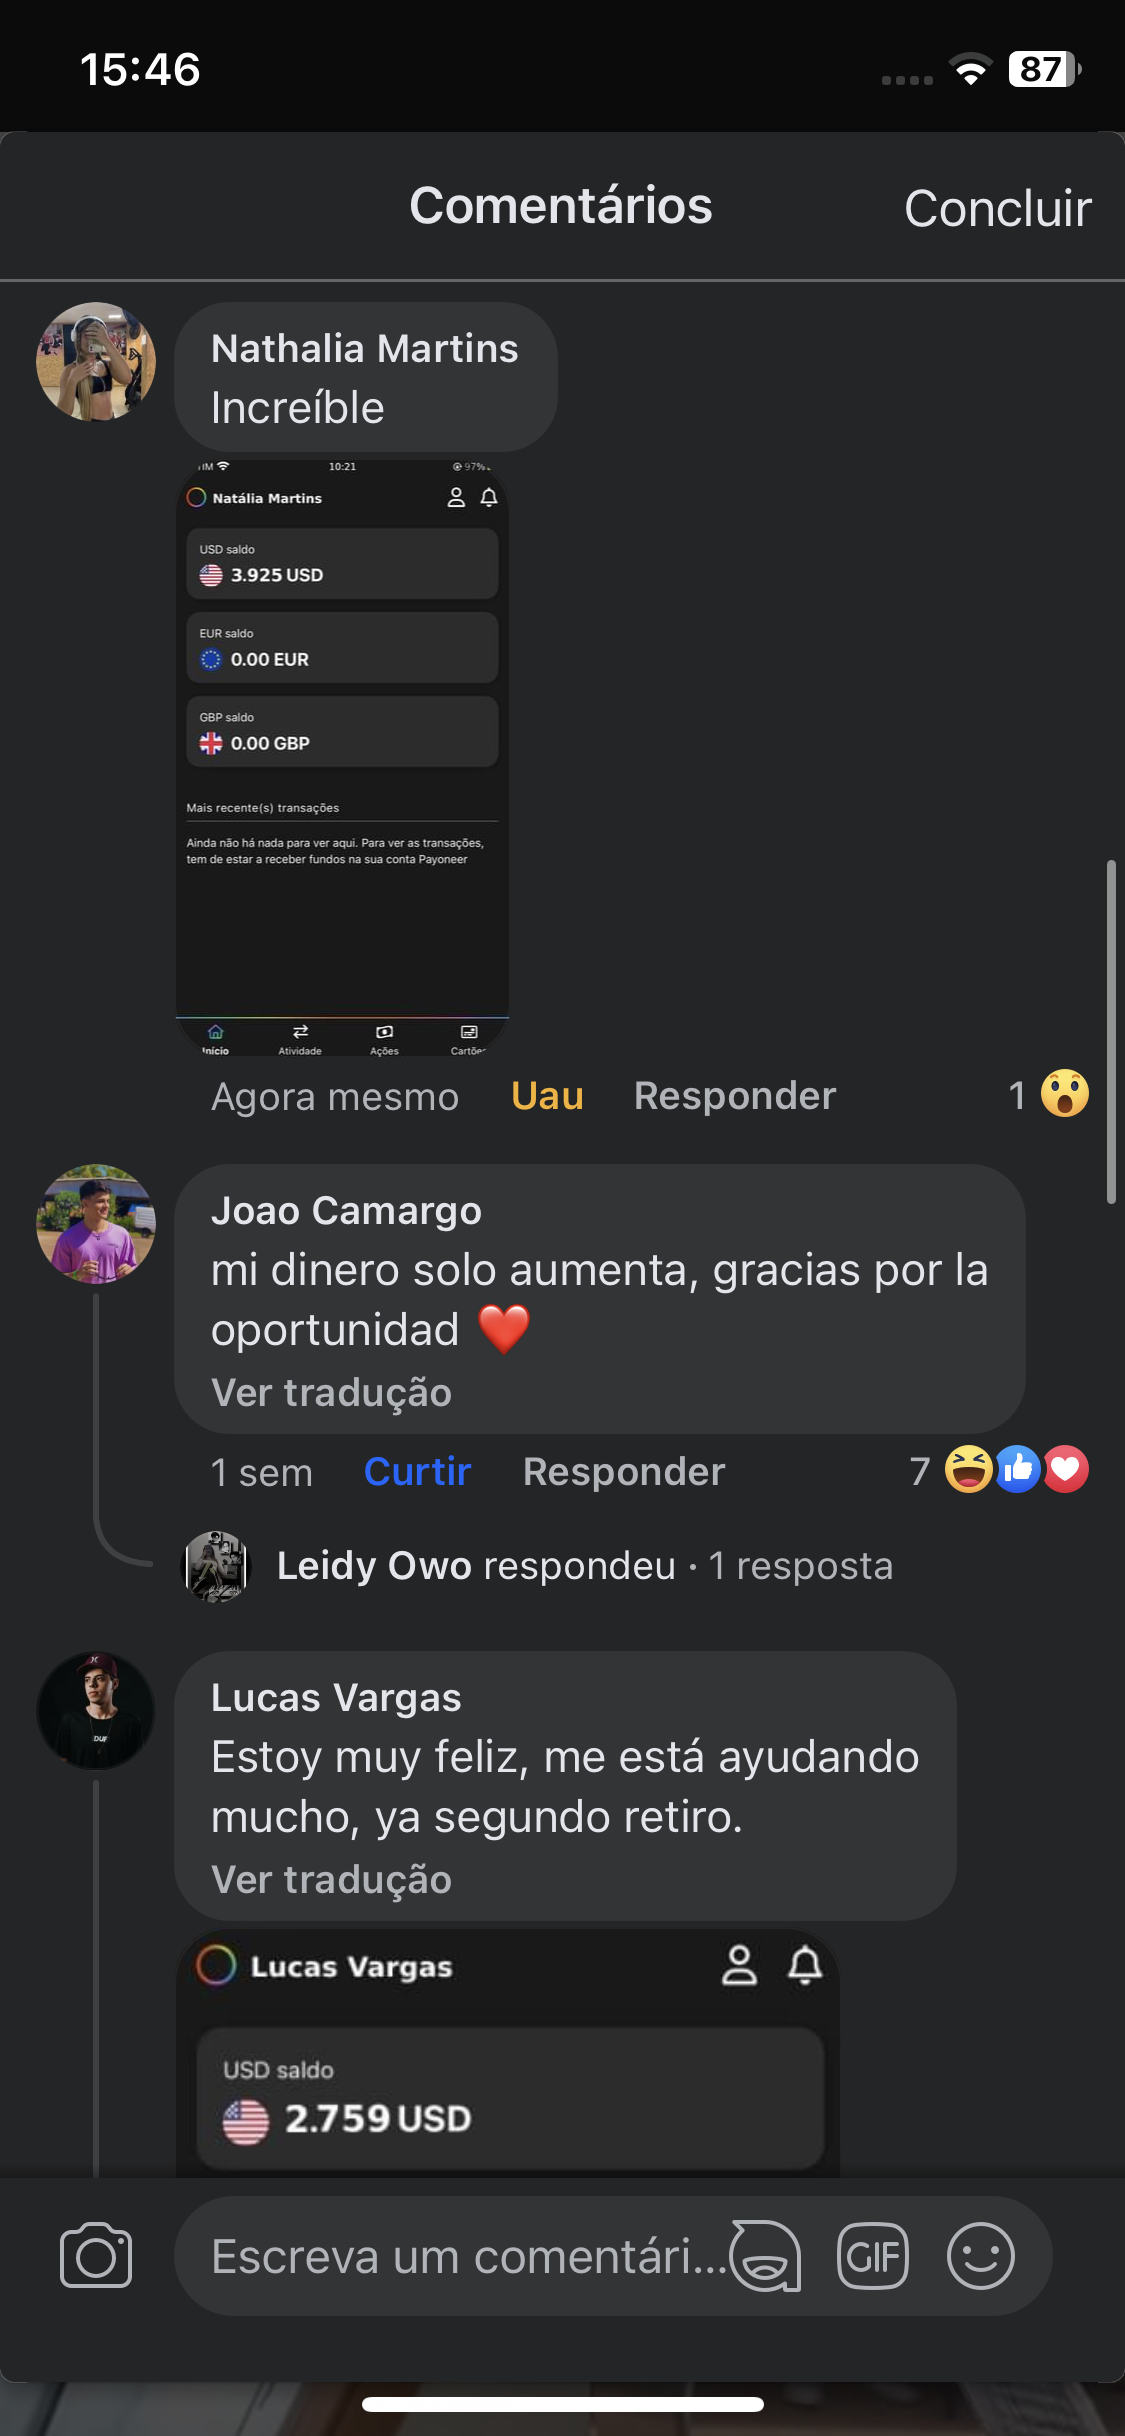 15:46
87
Comentários
Concluir
Nathalia Martins
Increíble
10:21
97%
Natália Martins
USD saldo
3.925 USD
EUR saldo
0.00 EUR
GBP saldo
0.00 GBP
Mais recente(s) transações
Ainda não há nada para ver aqui. Para ver as transações,
tem de estar a receber fundos na sua conta Payoneer
Início
Atividade
Ações
Agora mesmo Uau Responder 1
Joao Camargo
mi dinero solo aumenta, gracias por la
oportunidad ❤️
Ver tradução
1 sem Curtir Responder 7
Leidy Owo respondeu · 1 resposta
Lucas Vargas
Estoy muy feliz, me está ayudando
mucho, ya segundo retiro.
Ver tradução
Lucas Vargas
USD saldo
2.759 USD
Escreva um comentári...
GIF